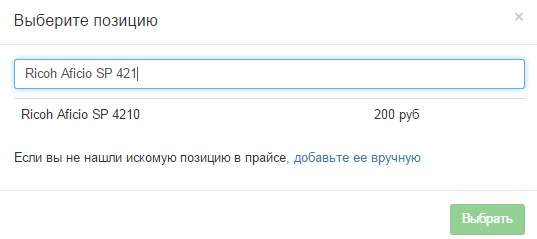 Выберите позицию
×
Ricoh Aficio SP 421
Ricoh Aficio SP 4210 200 руб
Если вы не нашли искомую позицию в прайсе, добавьте ее вручную
Выбрать